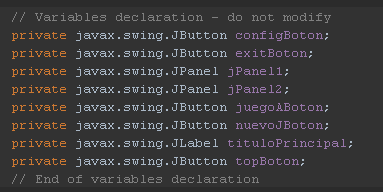 // Variables declaration - do not modify
private javax.swing.JButton configBoton;
private javax.swing.JButton exitBoton;
private javax.swing.JPanel jPanel1;
private javax.swing.JPanel jPanel2;
private javax.swing.JButton juegoABoton;
private javax.swing.JButton nuevoJBoton;
private javax.swing.JLabel tituloPrincipal;
private javax.swing.JButton topBoton;
// End of variables declaration